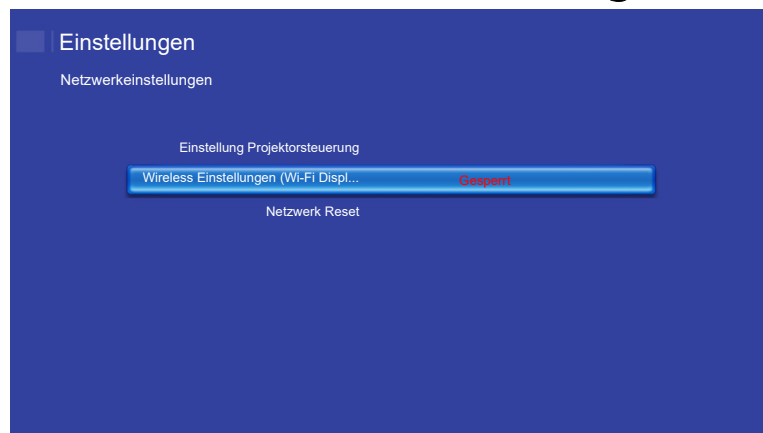 Einstellungen
Netzwerkeinstellungen
Einstellung Projektorsteuerung
Wireless Einstellungen (Wi-Fi Displ... Gesperrt
Netzwerk Reset